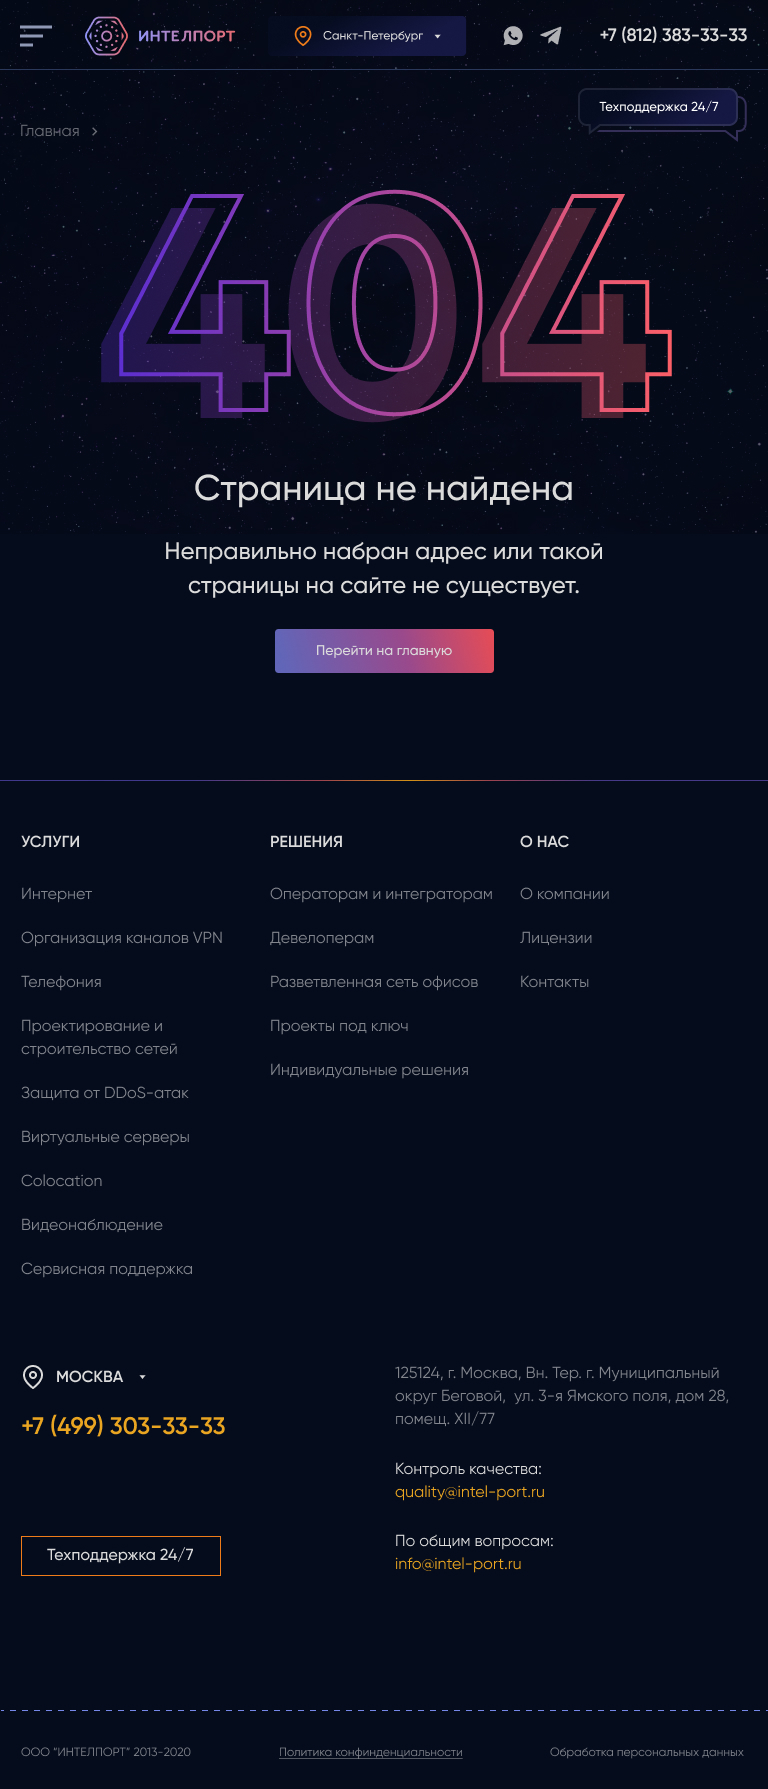 ИНТЕЛПОРТ
Санкт-Петербург
+7 (812) 383-33-33
Техподдержка 24/7
Главная
404
Страница не найдена
Неправильно набран адрес или такой
страницы на сайте не существует.
Перейти на главную
УСЛУГИ
Интернет
Организация каналов VPN
Телефония
Проектирование и
строительство сетей
Защита от DDoS-атак
Виртуальные серверы
Colocation
Видеонаблюдение
Сервисная поддержка
РЕШЕНИЯ
Операторам и интеграторам
Девелоперам
Разветвленная сеть офисов
Проекты под ключ
Индивидуальные решения
О НАС
О компании
Лицензии
Контакты
МОСКВА
+7 (499) 303-33-33
Техподдержка 24/7
125124, г. Москва, Вн. Тер. г. Муниципальный
округ Беговой, ул. 3-я Ямского поля, дом 28,
помещ. XII/77
Контроль качества:
quality@intel-port.ru
По общим вопросам:
info@intel-port.ru
ООО "ИНТЕЛПОРТ" 2013-2020
Политика конфинденциальности
Обработка персональных данных